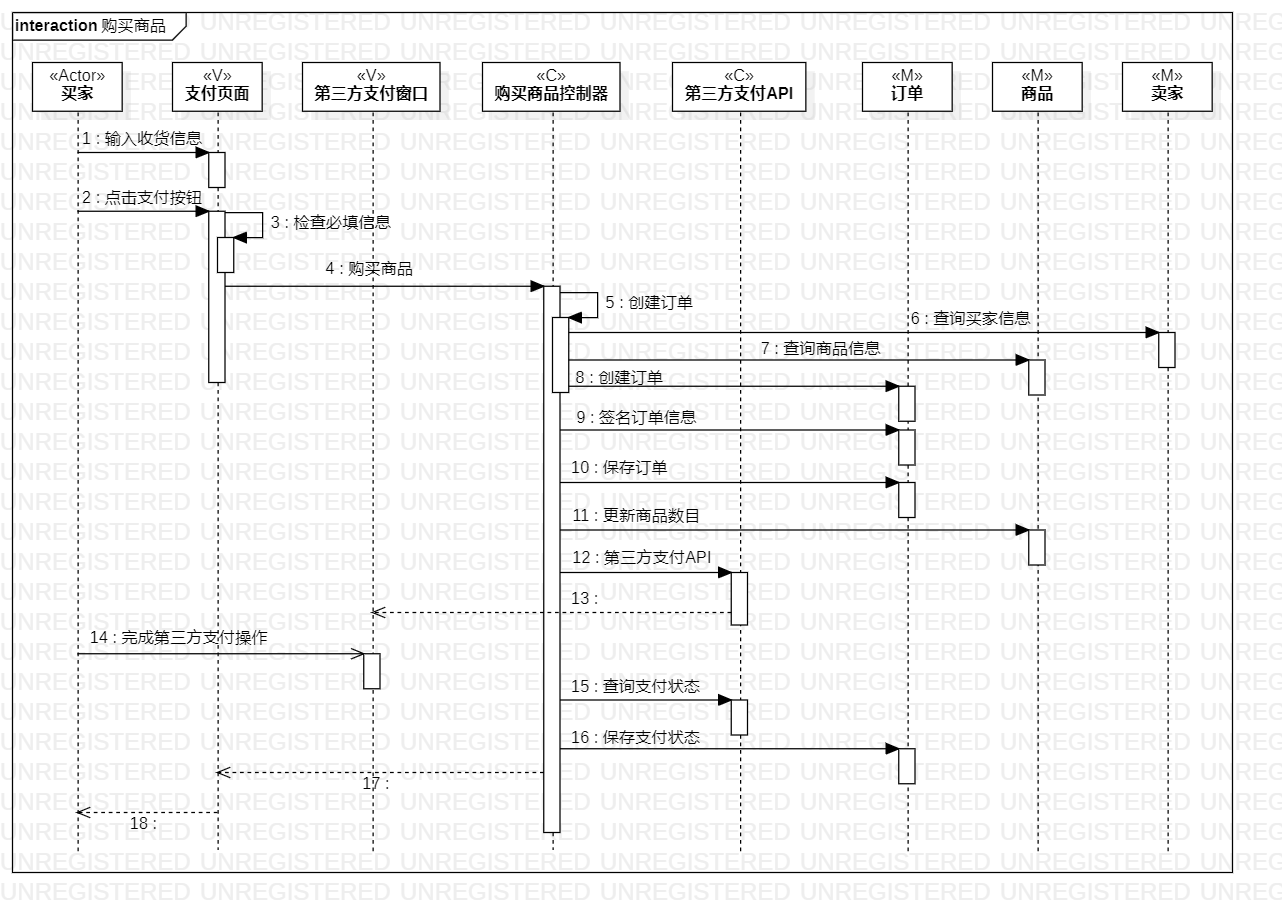 interaction 购买商品
«Actor»
买家
«V»
支付页面
«V»
第三方支付窗口
«C»
购买商品控制器
«C»
第三方支付API
«M»
订单
«M»
商品
«M»
卖家
1 : 输入收货信息
2 : 点击支付按钮
3 : 检查必填信息
4 : 购买商品
5 : 创建订单
6 : 查询买家信息
7 : 查询商品信息
8 : 创建订单
9 : 签名订单信息
10 : 保存订单
11 : 更新商品数目
12 : 第三方支付API
13 :
14 : 完成第三方支付操作
15 : 查询支付状态
16 : 保存支付状态
17 :
18 :
UNREGISTERED